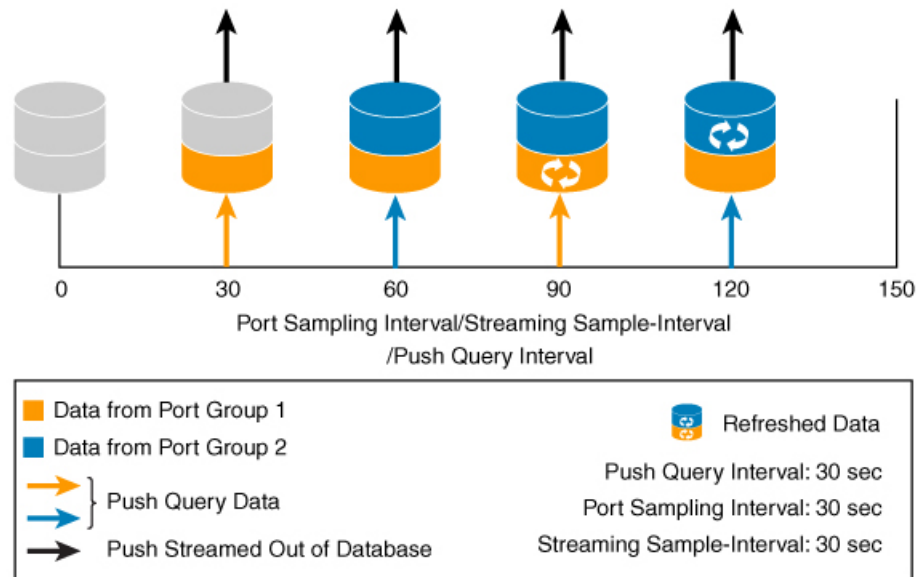 0 30 60 90 120 150
Port Sampling Interval/Streaming Sample-Interval
/Push Query Interval
Data from Port Group 1
Data from Port Group 2
Push Query Data
Push Streamed Out of Database
Refreshed Data
Push Query Interval: 30 sec
Port Sampling Interval: 30 sec
Streaming Sample-Interval: 30 sec